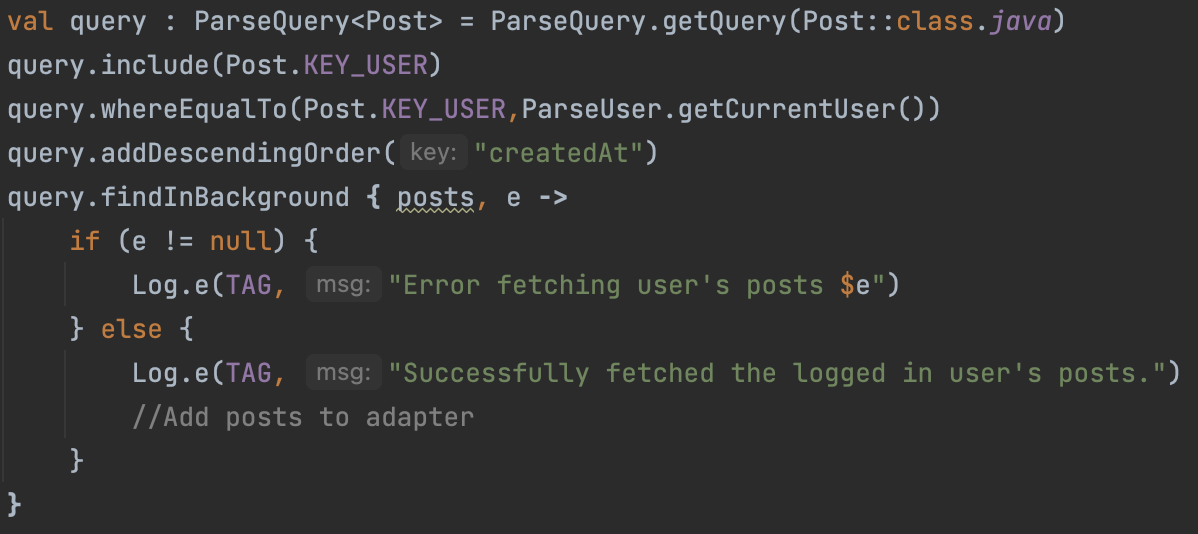 val query : ParseQuery<Post> = ParseQuery.getQuery(Post::class.java)
query.include(Post.KEY_USER)
query.whereEqualTo(Post.KEY_USER,ParseUser.getCurrentUser())
query.addDescendingOrder( key: "createdAt")
query.findInBackground { posts, e ->
    if (e != null) {
        Log.e(TAG, msg: "Error fetching user's posts $e")
    } else {
        Log.e(TAG, msg: "Successfully fetched the logged in user's posts.")
        //Add posts to adapter
    }
}